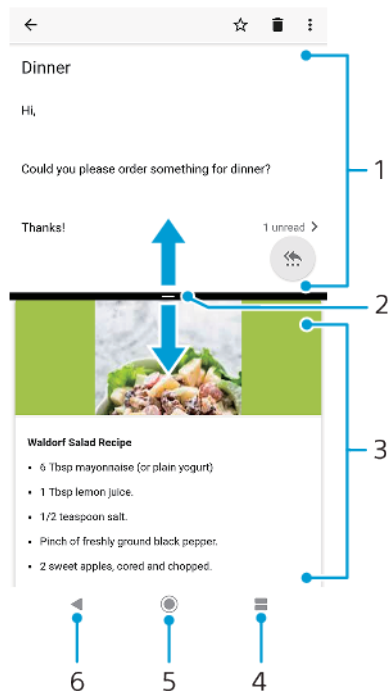 Dinner
Hi,
Could you please order something for dinner?
1
Thanks!
1 unread
2
3
Waldorf Salad Recipe
• 6 Tbsp mayonnaise (or plain yogurt)
• 1 Tbsp lemon juice.
• 1/2 teaspoon salt.
• Pinch of freshly ground black pepper.
• 2 sweet apples, cored and chopped.
6 5 4